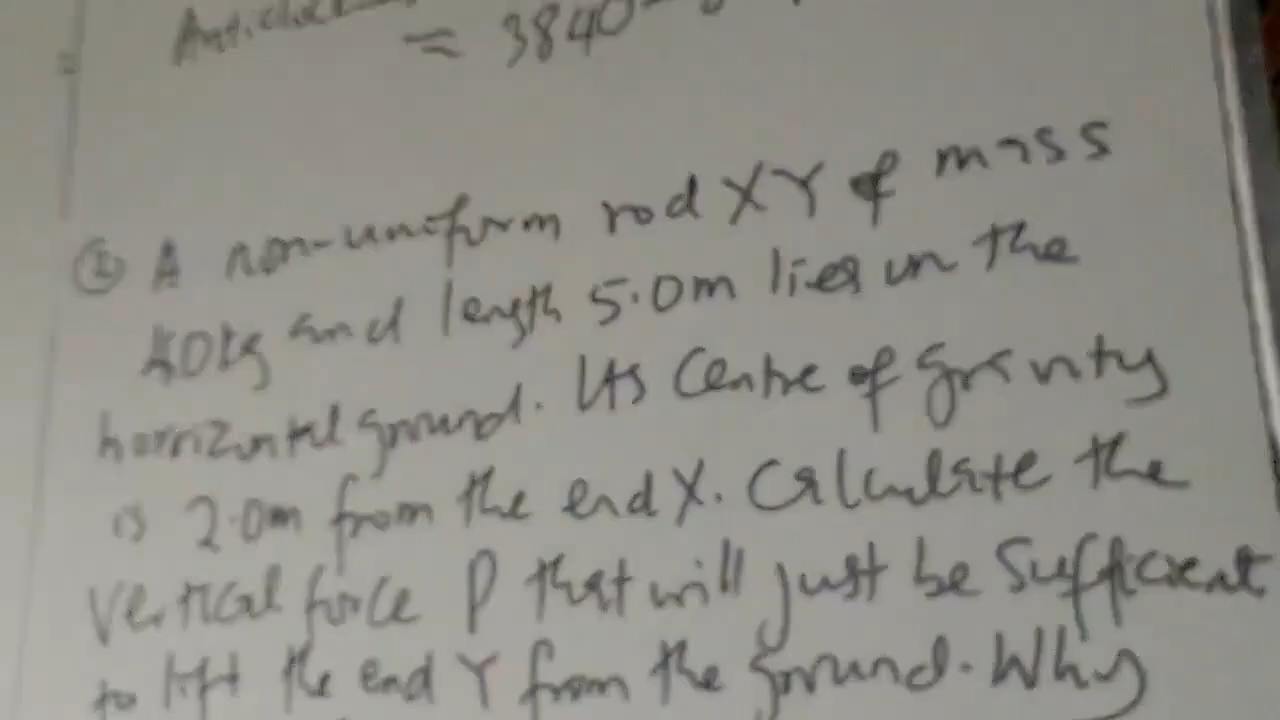 = 3840
② A non-uniform rod XY of mass
kg and length 5.0m lies on the
horrizontal ground. Its Centre of gravity
is 2.0m from the end X. Calculate the
vertical force P that will just be sufficient
to lift the end Y from the ground. Why